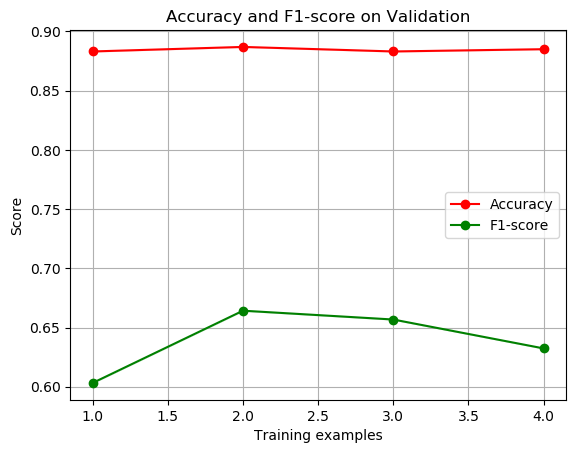 Accuracy and F1-score on Validation
0.90
0.85
0.80
0.75
0.70
0.65
0.60
Score
Accuracy
F1-score
1.0 1.5 2.0 2.5 3.0 3.5 4.0
Training examples